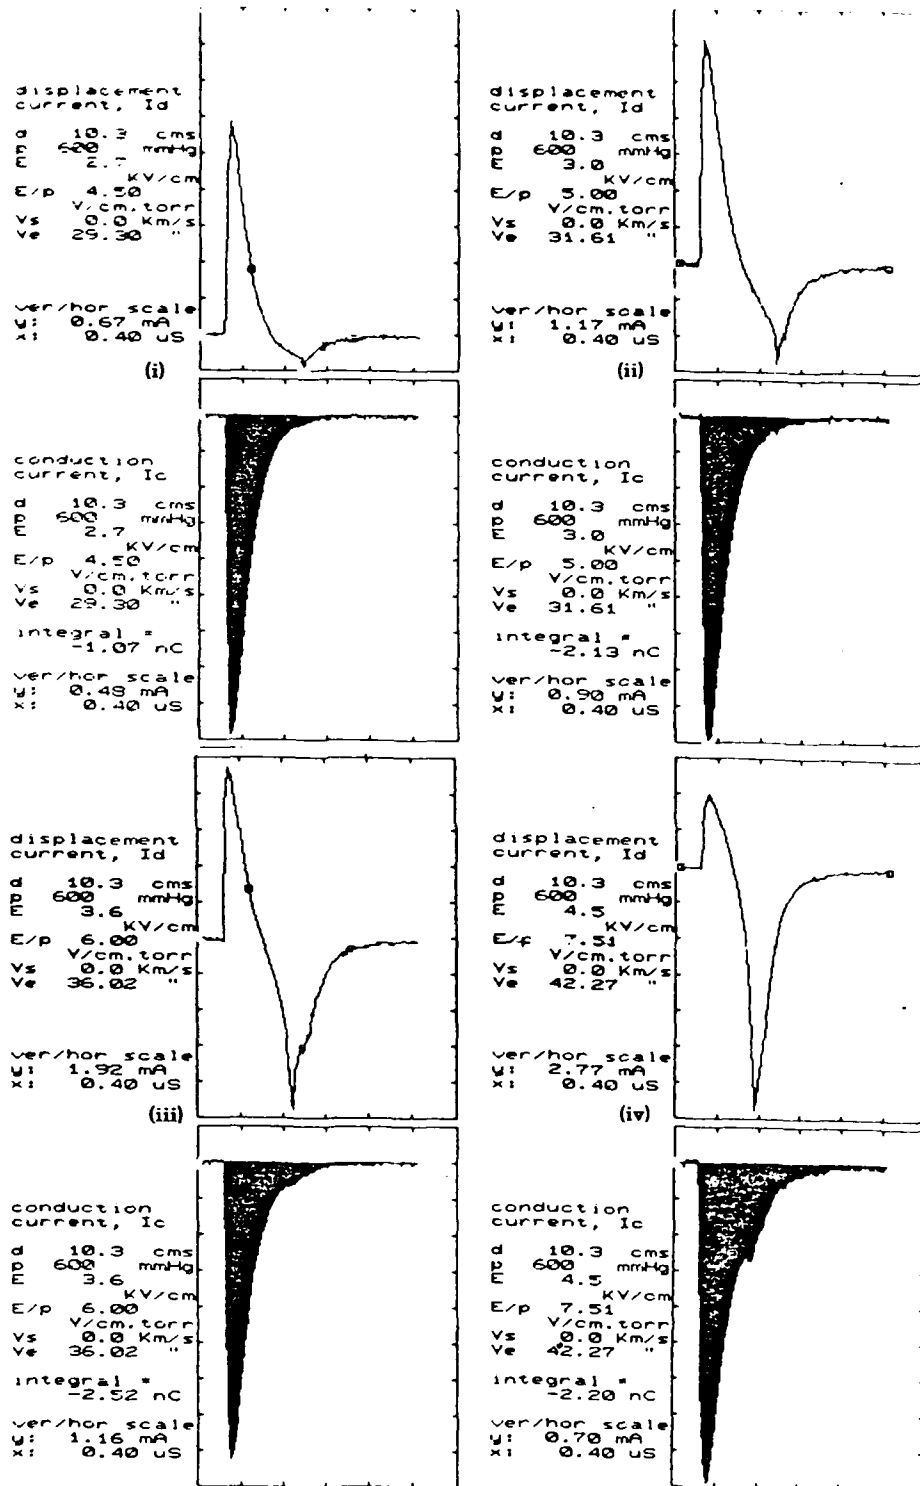 displacement
current, Id
d 10.3 cms
p 600 mmHg
E 2.7
KV/cm
E/p 4.50
V/cm.torr
Vs 0.0 Km/s
Ve 29.30 "
ver/hor scale
y: 0.67 mA
x: 0.40 uS
(i)
conduction
current, Ic
d 10.3 cms
p 600 mmHg
E 2.7
KV/cm
E/p 4.50
V/cm.torr
Vs 0.0 Km/s
Ve 29.30 "
integral =
-1.07 nC
ver/hor scale
y: 0.48 mA
x: 0.40 uS
displacement
current, Id
d 10.3 cms
p 600 mmHg
E 3.0
KV/cm
E/p 5.00
V/cm.torr
Vs 0.0 Km/s
Ve 31.61 "
ver/hor scale
y: 1.17 mA
x: 0.40 uS
(ii)
conduction
current, Ic
d 10.3 cms
p 600 mmHg
E 3.0
KV/cm
E/p 5.00
V/cm.torr
Vs 0.0 Km/s
Ve 31.61 "
integral =
-2.13 nC
ver/hor scale
y: 0.90 mA
x: 0.40 uS
displacement
current, Id
d 10.3 cms
p 600 mmHg
E 3.6
KV/cm
E/p 6.00
V/cm.torr
Vs 0.0 Km/s
Ve 36.02 "
ver/hor scale
y: 1.92 mA
x: 0.40 uS
(iii)
conduction
current, Ic
d 10.3 cms
p 600 mmHg
E 3.6
KV/cm
E/p 6.00
V/cm.torr
Vs 0.0 Km/s
Ve 36.02 "
integral =
-2.52 nC
ver/hor scale
y: 1.16 mA
x: 0.40 uS
displacement
current, Id
d 10.3 cms
p 600 mmHg
E 4.5
KV/cm
E/p 7.51
V/cm.torr
Vs 0.0 Km/s
Ve 42.27 "
ver/hor scale
y: 2.77 mA
x: 0.40 uS
(iv)
conduction
current, Ic
d 10.3 cms
p 600 mmHg
E 4.5
KV/cm
E/p 7.51
V/cm.torr
Vs 0.0 Km/s
Ve 42.27 "
integral =
-2.20 nC
ver/hor scale
y: 0.70 mA
x: 0.40 uS